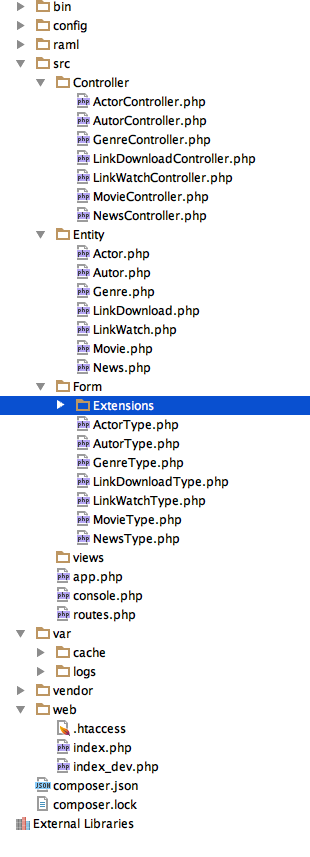 bin
config
raml
src
Controller
php ActorController.php
php AutorController.php
php GenreController.php
php LinkDownloadController.php
php LinkWatchController.php
php MovieController.php
php NewsController.php
Entity
php Actor.php
php Autor.php
php Genre.php
php LinkDownload.php
php LinkWatch.php
php Movie.php
php News.php
Form
Extensions
php ActorType.php
php AutorType.php
php GenreType.php
php LinkDownloadType.php
php LinkWatchType.php
php MovieType.php
php NewsType.php
views
php app.php
php console.php
php routes.php
var
cache
logs
vendor
web
.htaccess
php index.php
php index_dev.php
JSON composer.json
composer.lock
External Libraries